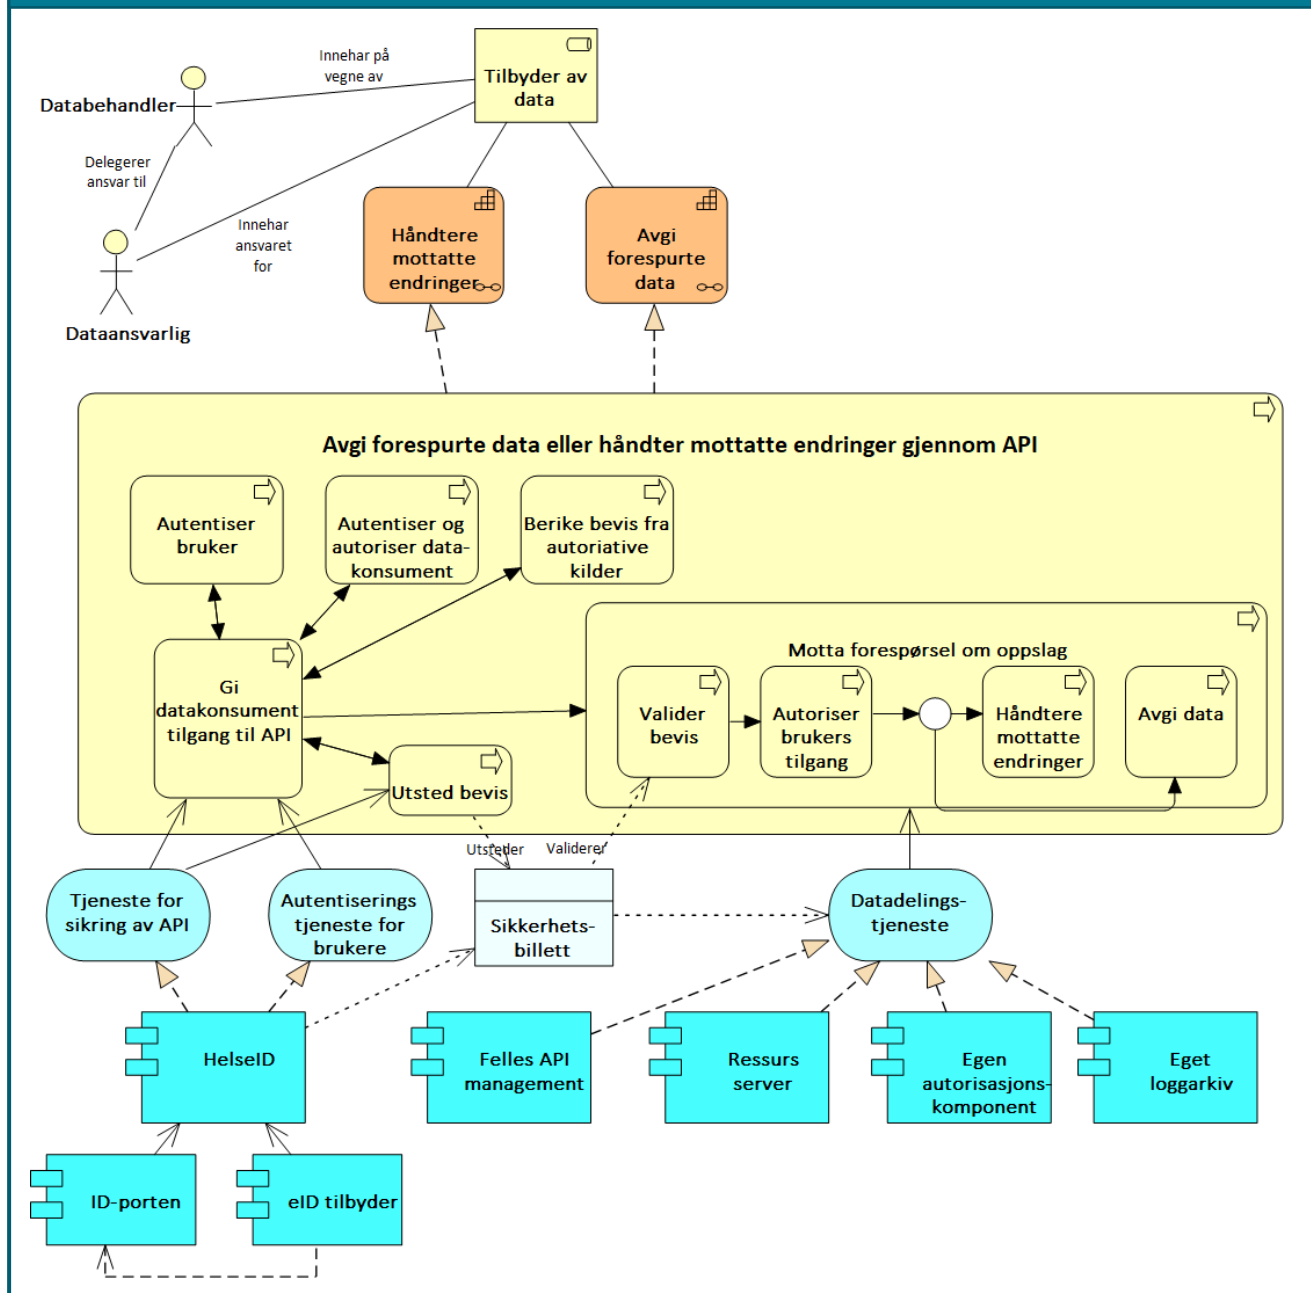 Innehar på
vegne av
Tilbyder av
data
Databehandler
Delegerer
ansvar til
Innehar
ansvaret
for
Dataansvarlig
Håndtere
mottatte
endringer
Avgi
forespurte
data
Avgi forespurte data eller håndter mottatte endringer gjennom API
Autentiser
bruker
Autentiser og
autoriser data-
konsument
Berike bevis fra
autoriative
kilder
Gi
datakonsument
tilgang til API
Utsted bevis
Motta forespørsel om oppslag
Valider
bevis
Autoriser
brukers
tilgang
Håndtere
mottatte
endringer
Avgi data
Utsteder
Validerer
Tjeneste for
sikring av API
Autentiserings
tjeneste for
brukere
Sikkerhets-
billett
Datadelings-
tjeneste
HelseID
Felles API
management
Ressurs
server
Egen
autorisasjons-
komponent
Eget
loggarkiv
ID-porten
eID tilbyder